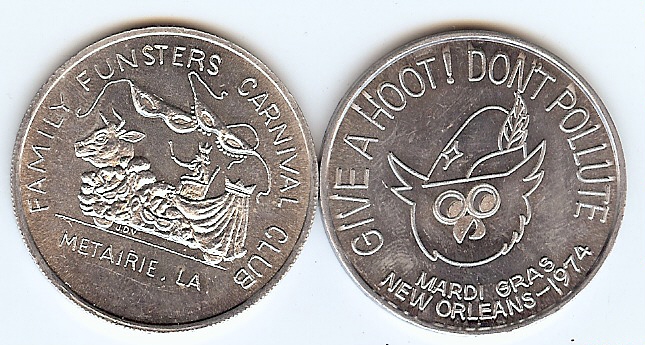 FAMILY FUNSTERS CARNIVAL CLUB
J.D.V
METAIRIE, LA
GIVE A HOOT! DON'T POLLUTE
MARDI GRAS
NEW ORLEANS-1974